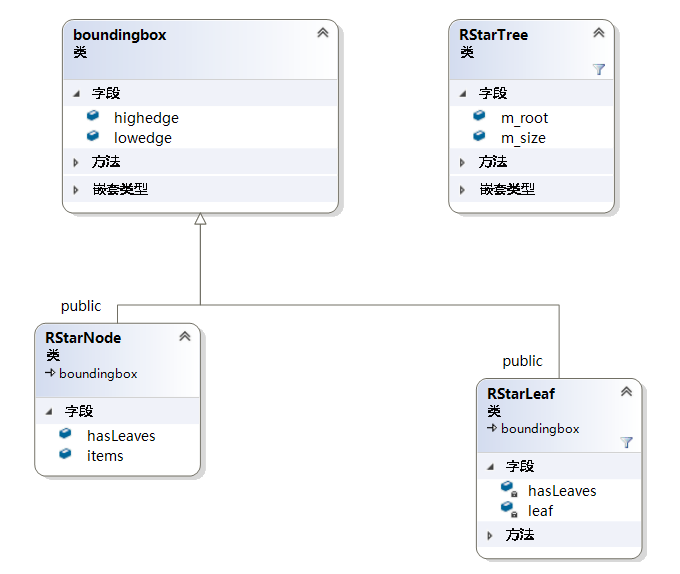 boundingbox
类
字段
highedge
lowedge
方法
嵌套类型
RStarTree
类
字段
m_root
m_size
方法
嵌套类型
public
RStarNode
类
boundingbox
字段
hasLeaves
items
public
RStarLeaf
类
boundingbox
字段
hasLeaves
leaf
方法